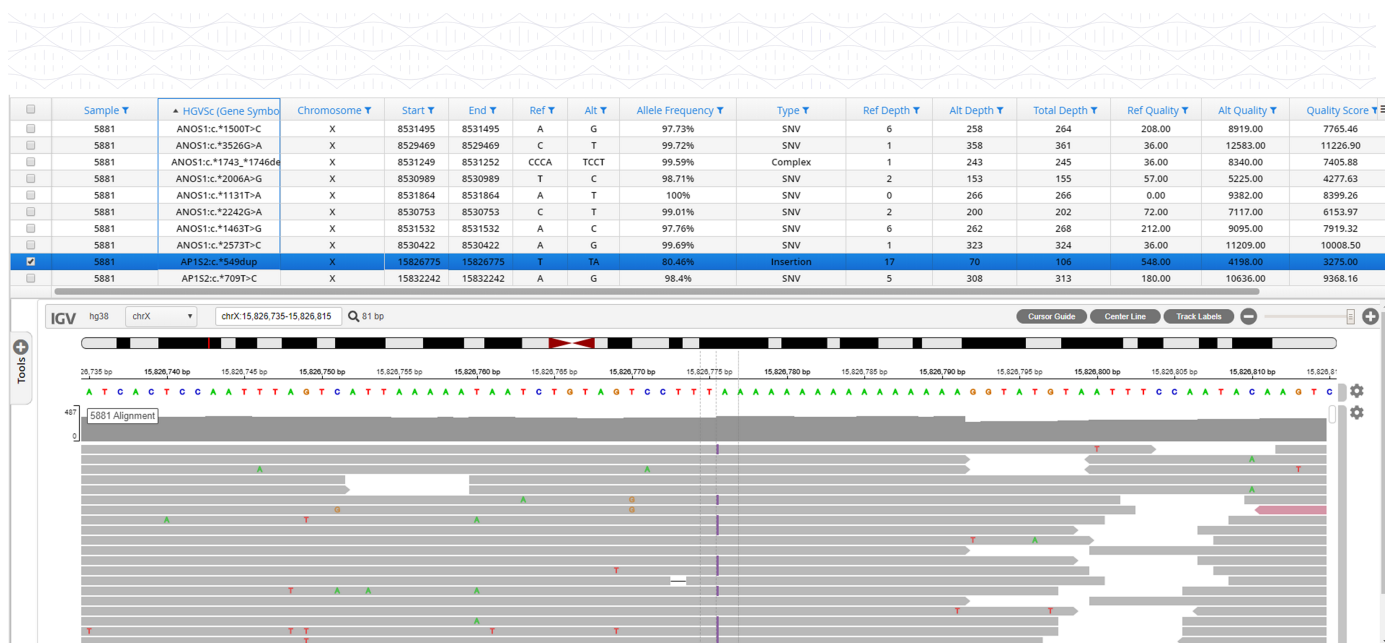 Sample HGVSc (Gene Symbo Chromosome Start End Ref Alt Allele Frequency Type Ref Depth Alt Depth Total Depth Ref Quality Alt Quality Quality Score
5881 ANOS1:c.*1500T>C X 8531495 8531495 A G 97.73% SNV 6 258 264 208.00 8919.00 7765.46
5881 ANOS1:c.*3526G>A X 8529469 8529469 C T 99.72% SNV 1 358 361 36.00 12583.00 11226.90
5881 ANOS1:c.*1743_*1746de X 8531249 8531252 CCCA TCCT 99.59% Complex 1 243 245 36.00 8340.00 7405.88
5881 ANOS1:c.*2006A>G X 8530989 8530989 T C 98.71% SNV 2 153 155 57.00 5225.00 4277.63
5881 ANOS1:c.*1131T>A X 8531864 8531864 A T 100% SNV 0 266 266 0.00 9382.00 8399.26
5881 ANOS1:c.*2242G>A X 8530753 8530753 C T 99.01% SNV 2 200 202 72.00 7117.00 6153.97
5881 ANOS1:c.*1463T>G X 8531532 8531532 A C 97.76% SNV 6 262 268 212.00 9095.00 7919.32
5881 ANOS1:c.*2573T>C X 8530422 8530422 A G 99.69% SNV 1 323 324 36.00 11209.00 10008.50
5881 AP1S2:c.*549dup X 15826775 15826775 T TA 80.46% Insertion 17 70 106 548.00 4198.00 3275.00
5881 AP1S2:c.*709T>C X 15832242 15832242 A G 98.4% SNV 5 308 313 180.00 10636.00 9368.16
IGV hg38 chrX chrX:15,826,735-15,826,815 81 bp Cursor Guide Center Line Track Labels
Tools
26,735 bp 15,826,740 bp 15,826,745 bp 15,826,750 bp 15,826,755 bp 15,826,760 bp 15,826,765 bp 15,826,770 bp 15,826,775 bp 15,826,780 bp 15,826,785 bp 15,826,790 bp 15,826,795 bp 15,826,800 bp 15,826,805 bp 15,826,810 bp 15,826,81
A T C A C T C C A A T T T A G T C A T T A A A A A T A A T C T G T A G T C C T T T A A A A A A A A A A A A A A A A G G T A T G T A A T T T C C A A T A C A A G T C
487
5881 Alignment
0
T
A
A A T
A A
G G
A T A
T A
T
T A A A
T T
A
T T T T T
T